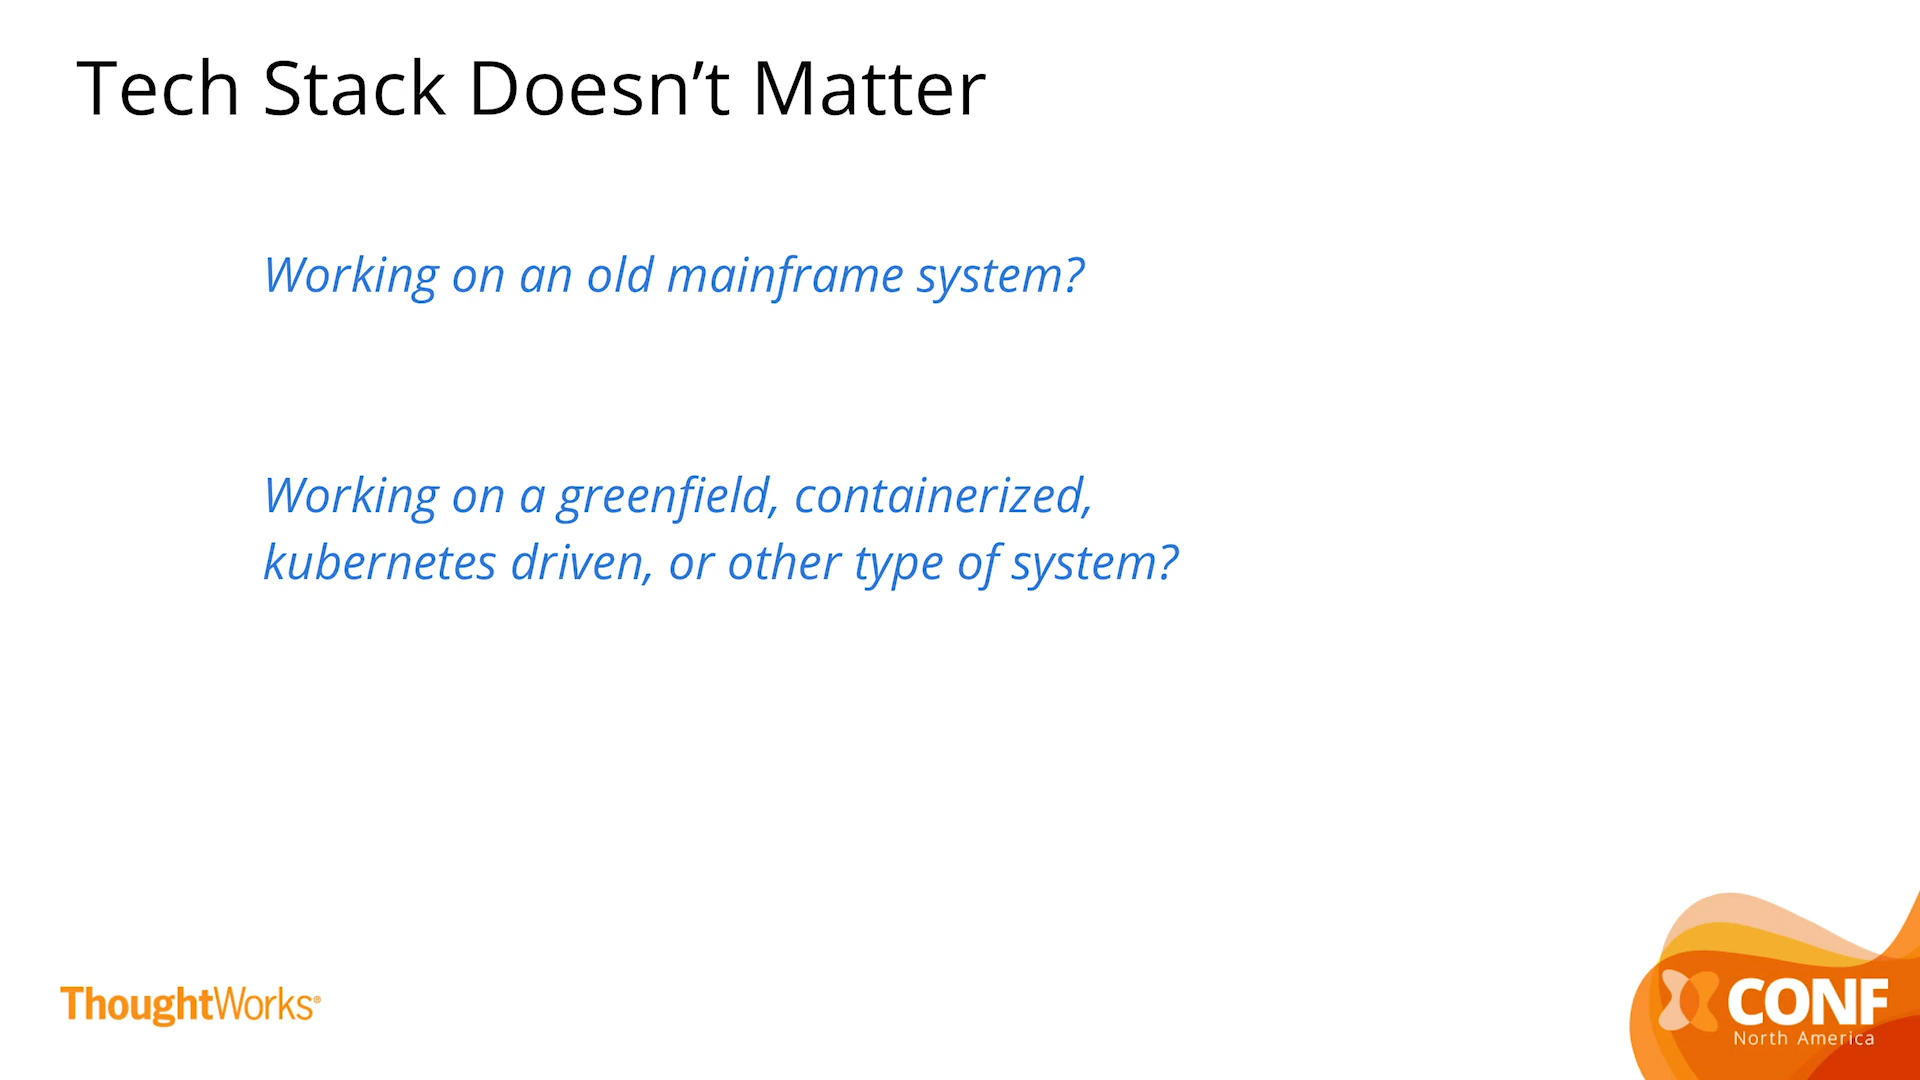 Tech Stack Doesn’t Matter
Working on an old mainframe system?
Working on a greenfield, containerized,
kubernetes driven, or other type of system?
ThoughtWorks®
XCONF
North America